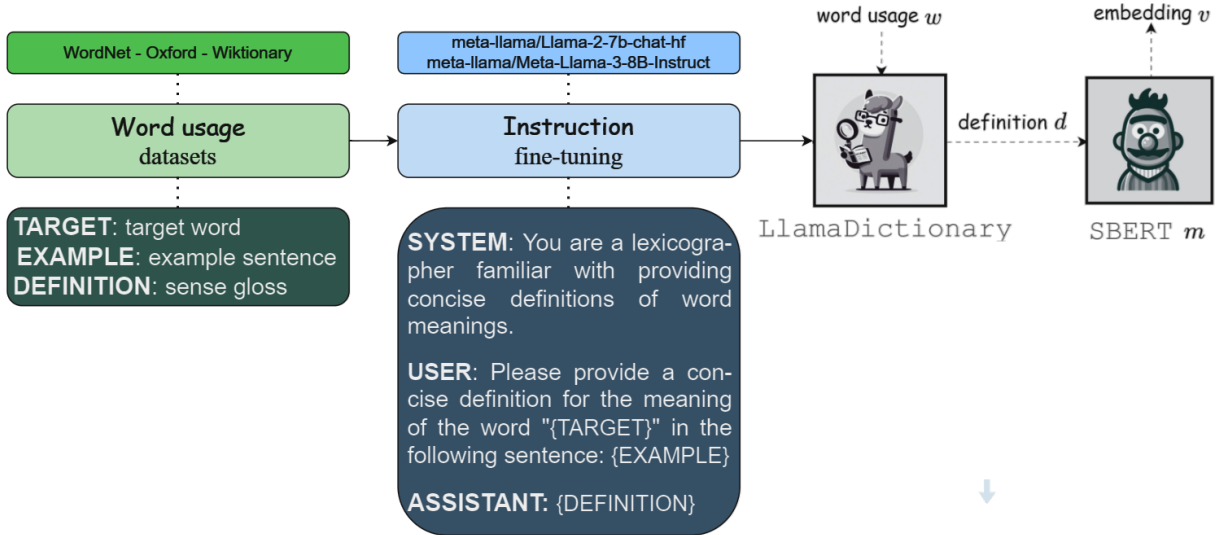 WordNet - Oxford - Wiktionary
Word usage
datasets
TARGET: target word
EXAMPLE: example sentence
DEFINITION: sense gloss
meta-llama/Llama-2-7b-chat-hf
meta-llama/Meta-Llama-3-8B-Instruct
Instruction
fine-tuning
SYSTEM: You are a lexicogra-
pher familiar with providing
concise definitions of word
meanings.
USER: Please provide a con-
cise definition for the meaning
of the word "{TARGET}" in the
following sentence: {EXAMPLE}
ASSISTANT: {DEFINITION}
word usage w
LlamaDictionary
definition d
embedding v
SBERT m